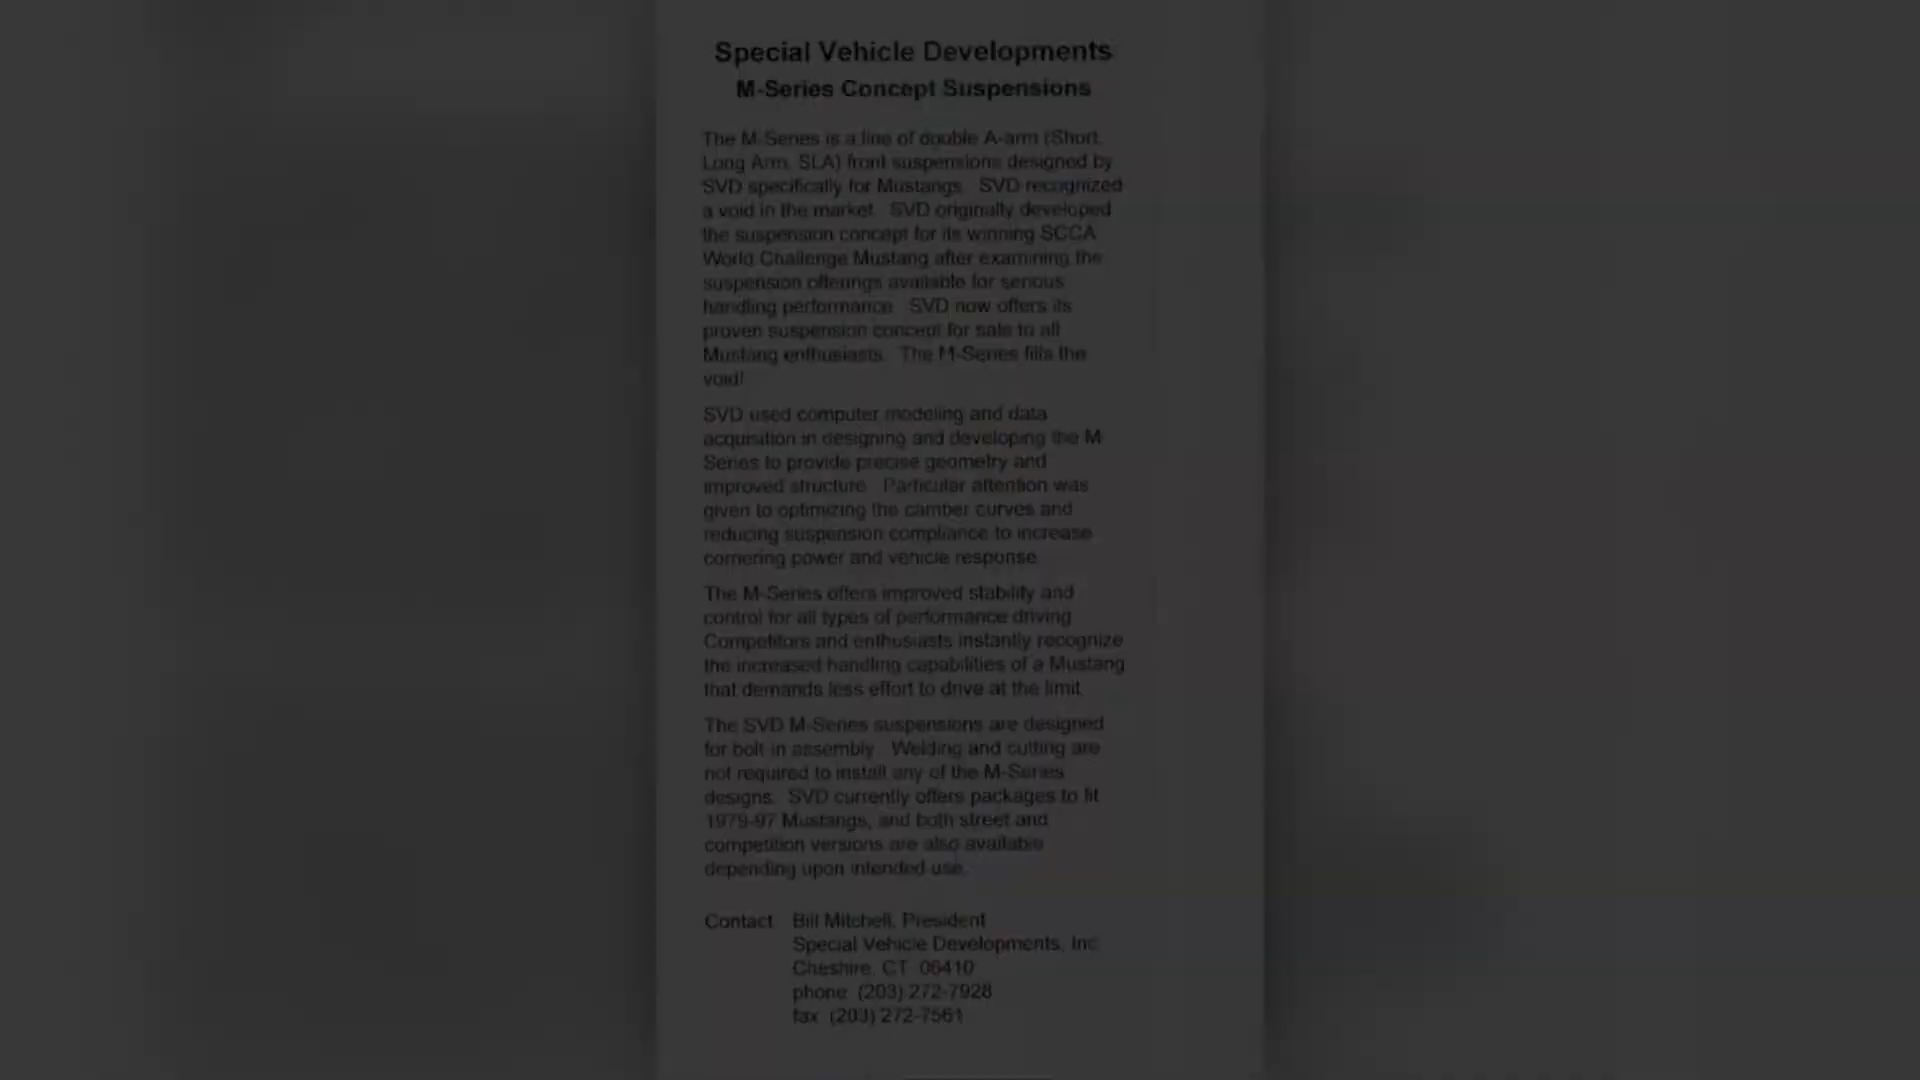 Special Vehicle Developments
M-Series Concept Suspensions
The M-Series is a line of double A-arm (Short,
Long Arm, SLA) front suspensions designed by
SVD specifically for Mustangs. SVD recognized
a void in the market. SVD originally developed
the suspension concept for its winning SCCA
World Challenge Mustang after examining the
suspension offerings available for serious
handling performance. SVD now offers its
proven suspension concept for sale to all
Mustang enthusiasts. The M-Series fills the
void!
SVD used computer modeling and data
acquisition in designing and developing the M-
Series to provide precise geometry and
improved structure. Particular attention was
given to optimizing the camber curves and
reducing suspension compliance to increase
cornering power and vehicle response.
The M-Series offers improved stability and
control for all types of performance driving.
Competitors and enthusiasts instantly recognize
the increased handling capabilities of a Mustang
that demands less effort to drive at the limit.
The SVD M-Series suspensions are designed
for bolt in assembly. Welding and cutting are
not required to install any of the M-Series
designs. SVD currently offers packages to fit
1979-97 Mustangs, and both street and
competition versions are also available
depending upon intended use.
Contact: Bill Mitchell, President
Special Vehicle Developments, Inc.
Cheshire, CT 06410
phone (203) 272-7928
fax (203) 272-7561